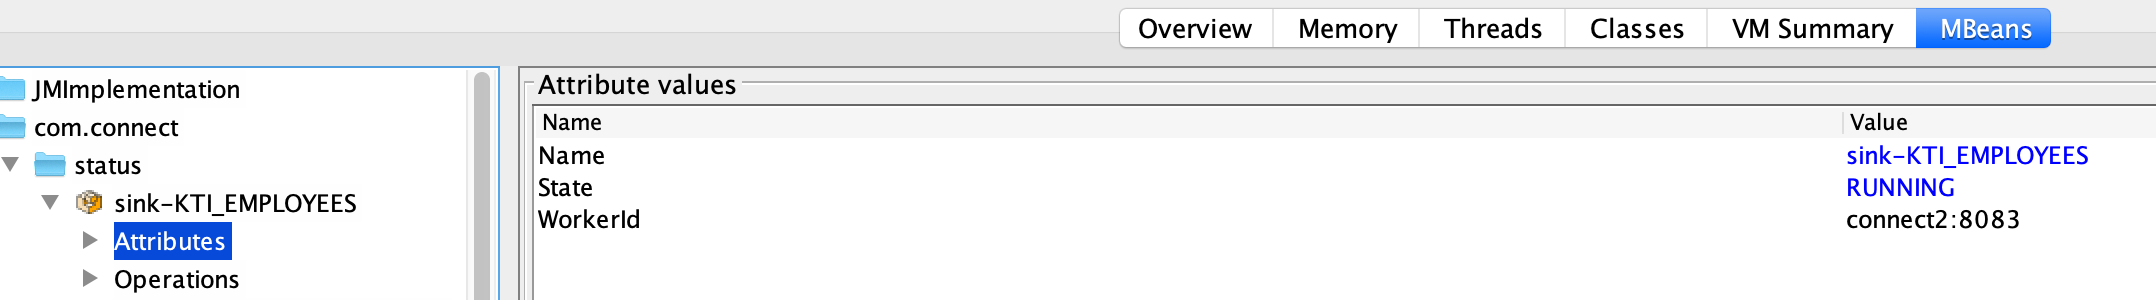 Overview Memory Threads Classes VM Summary MBeans
JMImplementation
com.connect
status
sink-KTI_EMPLOYEES
Attributes
Operations
Attribute values
Name Value
Name sink-KTI_EMPLOYEES
State RUNNING
WorkerId connect2:8083